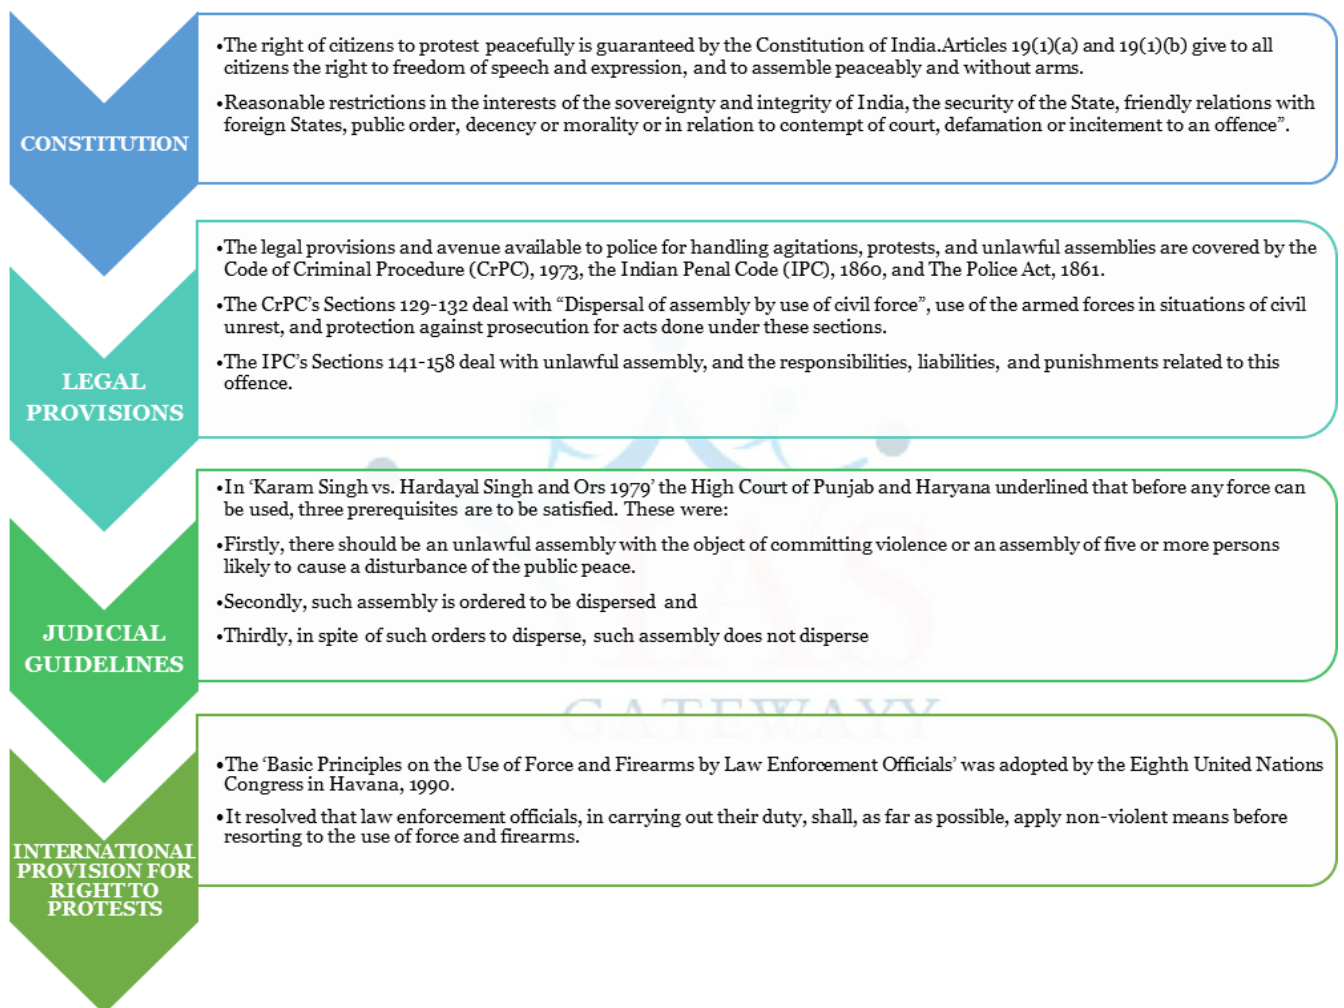 CONSTITUTION
•The right of citizens to protest peacefully is guaranteed by the Constitution of India.Articles 19(1)(a) and 19(1)(b) give to all
citizens the right to freedom of speech and expression, and to assemble peaceably and without arms.
•Reasonable restrictions in the interests of the sovereignty and integrity of India, the security of the State, friendly relations with
foreign States, public order, decency or morality or in relation to contempt of court, defamation or incitement to an offence”.
LEGAL
PROVISIONS
•The legal provisions and avenue available to police for handling agitations, protests, and unlawful assemblies are covered by the
Code of Criminal Procedure (CrPC), 1973, the Indian Penal Code (IPC), 1860, and The Police Act, 1861.
•The CrPC’s Sections 129-132 deal with “Dispersal of assembly by use of civil force”, use of the armed forces in situations of civil
unrest, and protection against prosecution for acts done under these sections.
•The IPC’s Sections 141-158 deal with unlawful assembly, and the responsibilities, liabilities, and punishments related to this
offence.
JUDICIAL
GUIDELINES
•In ‘Karam Singh vs. Hardayal Singh and Ors 1979’ the High Court of Punjab and Haryana underlined that before any force can
be used, three prerequisites are to be satisfied. These were:
•Firstly, there should be an unlawful assembly with the object of committing violence or an assembly of five or more persons
likely to cause a disturbance of the public peace.
•Secondly, such assembly is ordered to be dispersed and
•Thirdly, in spite of such orders to disperse, such assembly does not disperse
IAS
GATEWAYY
INTERNATIONAL
PROVISION FOR
RIGHT TO
PROTESTS
•The ‘Basic Principles on the Use of Force and Firearms by Law Enforcement Officials’ was adopted by the Eighth United Nations
Congress in Havana, 1990.
•It resolved that law enforcement officials, in carrying out their duty, shall, as far as possible, apply non-violent means before
resorting to the use of force and firearms.